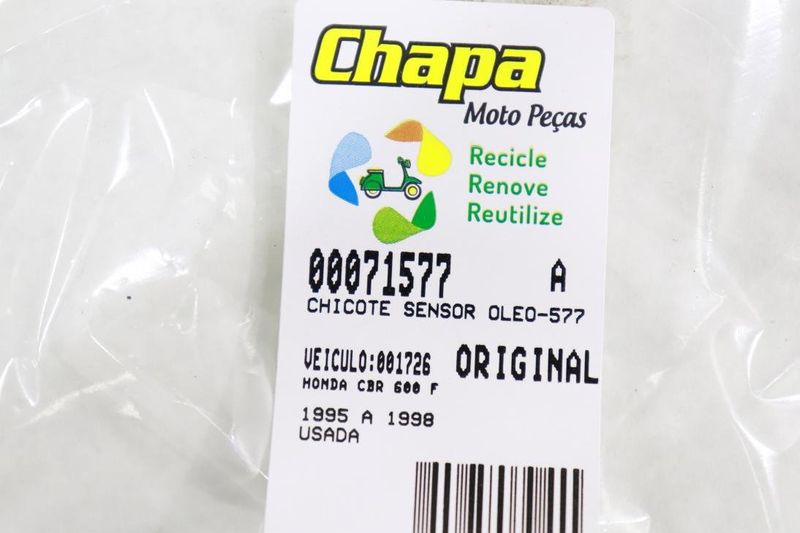 Chapa
Moto Peças
Recicle
Renove
Reutilize
00071577 A
CHICOTE SENSOR OLEO-577
VEICULO:001726 ORIGINAL
HONDA CBR 600 F
1995 A 1998
USADA